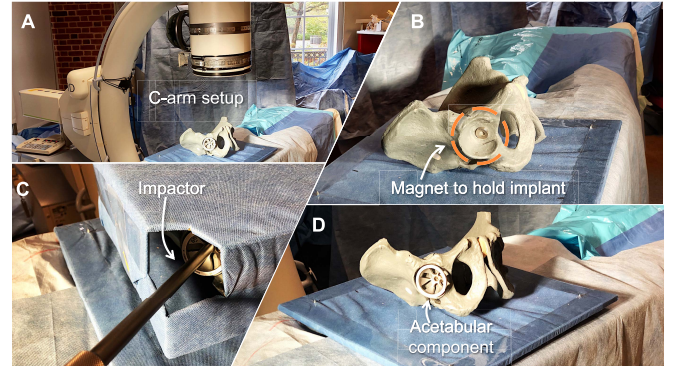 A
C-arm setup
B
Magnet to hold implant
C
Impactor
D
Acetabular
component